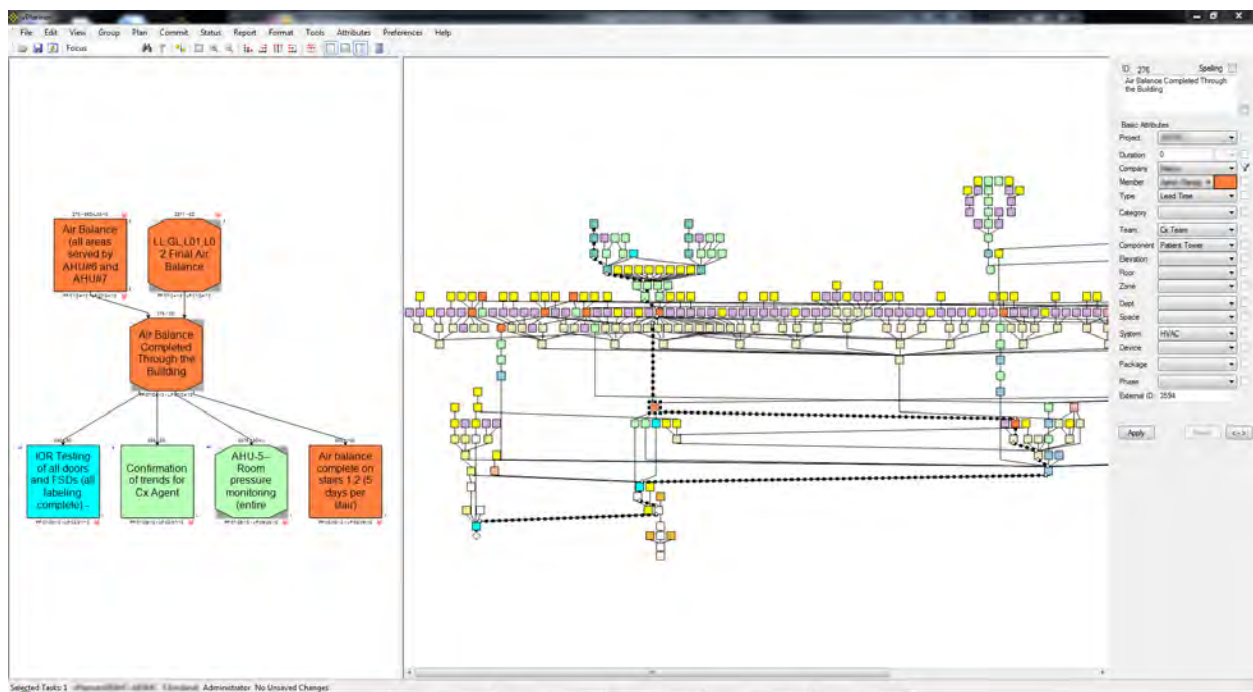 File Edit View Group Plan Commit Status Report Format Tools Attributes Preferences Help
Focus
Air Balance
(all areas
served by
AHU#6 and
AHU#7
LL,GL,L01,L0
2 Final Air
Balance
Air Balance
Completed
Through the
Building
IOR Testing
of all doors
and FSDs (all
labeling
complete) -
Confirmation
of trends for
Cx Agent
AHU-5--
Room
pressure
monitoring
(entire
Air balance
complete on
stairs 1,2 (5
days per
stair)
ID: 276 Spelling
Air Balance Completed Through
the Building
Basic Attributes
Project
Duration 0
Company
Member
Type Lead Time
Category
Team Cx Team
Component Patient Tower
Elevation
Floor
Zone
Dept
Space
System HVAC
Device
Package
Phase
External ID: 3594
Apply <->
Selected Tasks: 1 Administrator No Unsaved Changes